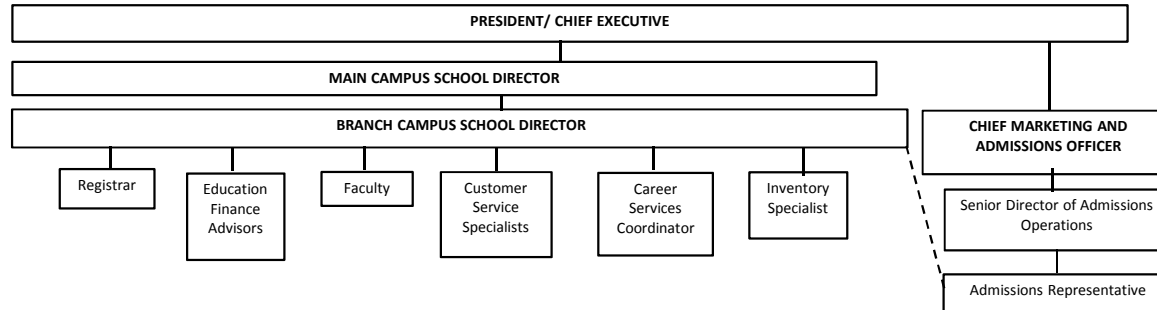 PRESIDENT/ CHIEF EXECUTIVE
MAIN CAMPUS SCHOOL DIRECTOR
BRANCH CAMPUS SCHOOL DIRECTOR
CHIEF MARKETING AND
ADMISSIONS OFFICER
Registrar
Education
Finance
Advisors
Faculty
Customer
Service
Specialists
Career
Services
Coordinator
Inventory
Specialist
Senior Director of Admissions
Operations
Admissions Representative